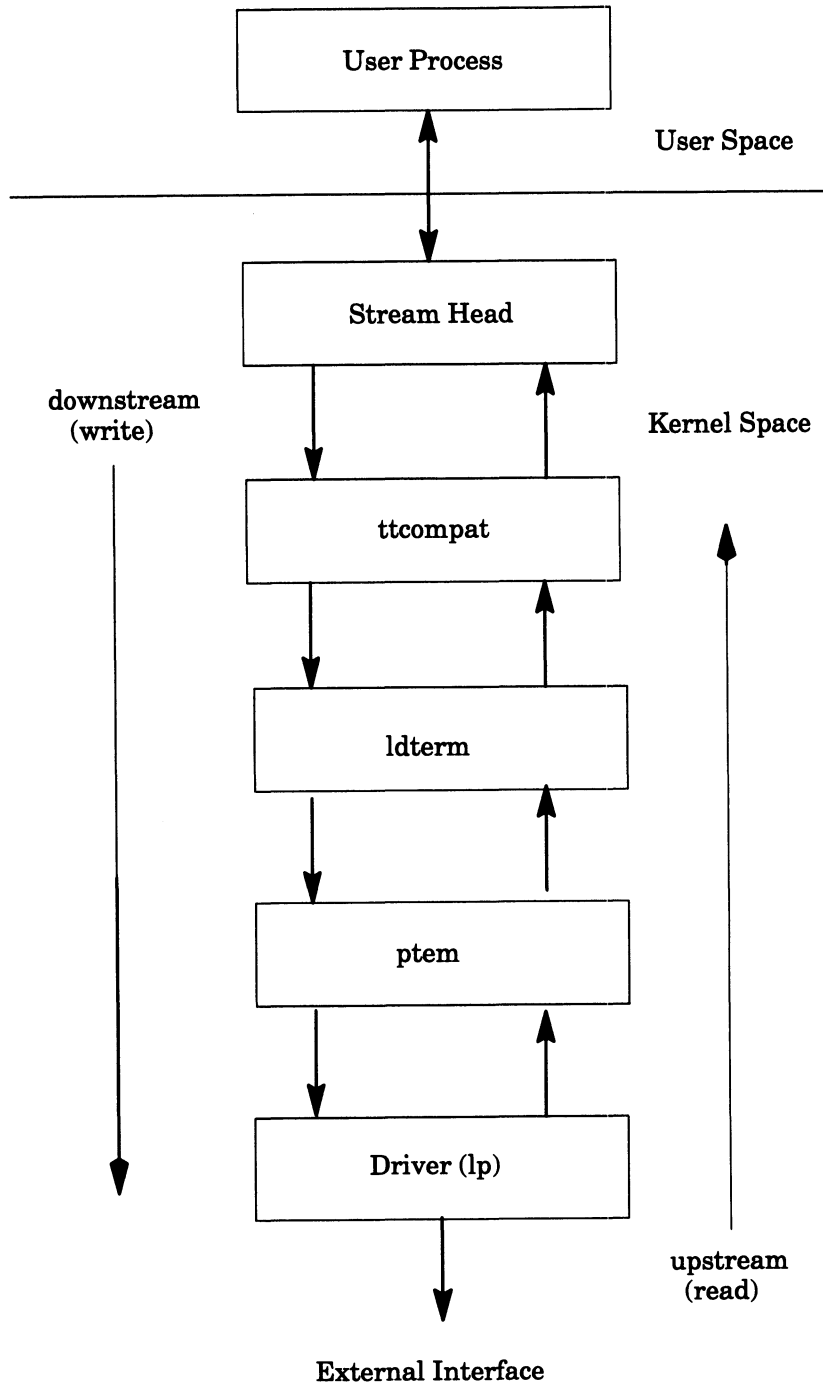 User Process
User Space
Stream Head
downstream
(write)
Kernel Space
ttcompat
ldterm
ptem
Driver (lp)
upstream
(read)
External Interface